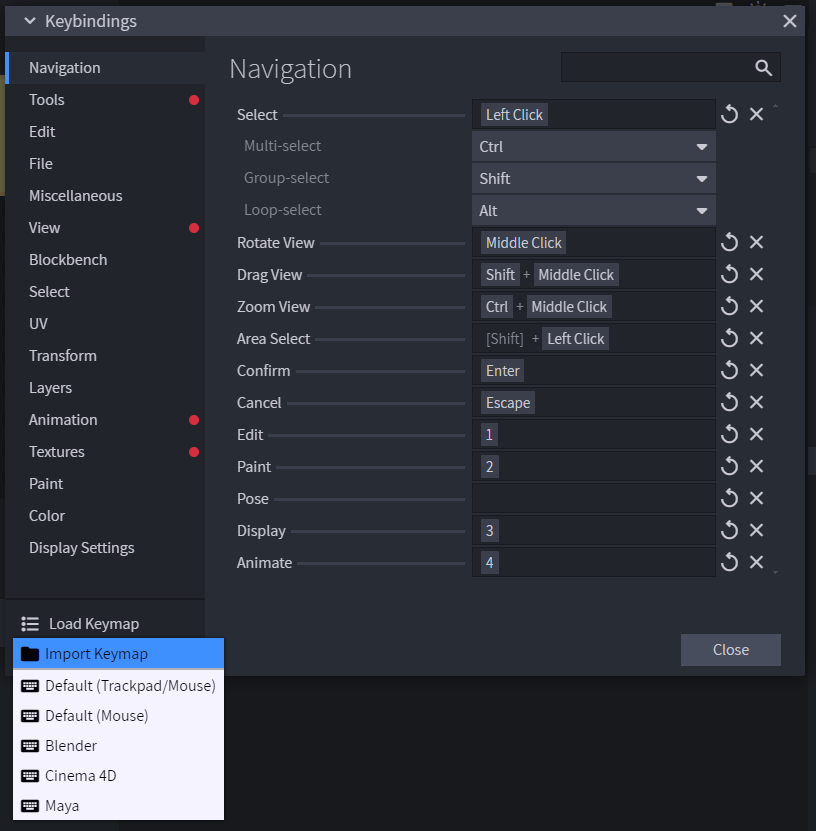 Keybindings
Navigation
Tools
Edit
File
Miscellaneous
View
Blockbench
Select
UV
Transform
Layers
Animation
Textures
Paint
Color
Display Settings
Load Keymap
Import Keymap
Default (Trackpad/Mouse)
Default (Mouse)
Blender
Cinema 4D
Maya
Navigation
Select Left Click
Multi-select Ctrl
Group-select Shift
Loop-select Alt
Rotate View Middle Click
Drag View Shift + Middle Click
Zoom View Ctrl + Middle Click
Area Select [Shift] + Left Click
Confirm Enter
Cancel Escape
Edit 1
Paint 2
Pose
Display 3
Animate 4
Close